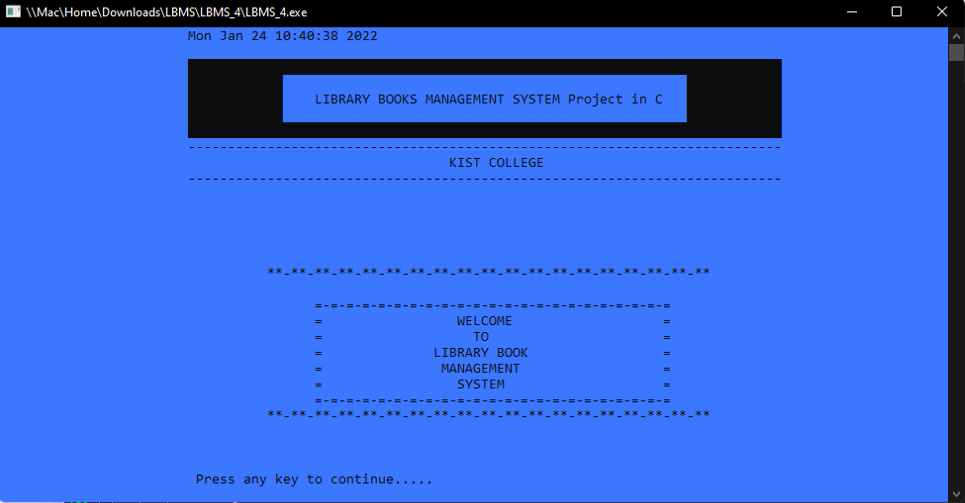 \\Mac\Home\Downloads\LBMS\LBMS_4\LBMS_4.exe
Mon Jan 24 10:40:38 2022
LIBRARY BOOKS MANAGEMENT SYSTEM Project in C
---------------------------------------------------------------------------
KIST COLLEGE
---------------------------------------------------------------------------
**-**-**-**-**-**-**-**-**-**-**-**-**-**-**-**-**-**-**
=-=-=-=-=-=-=-=-=-=-=-=-=-=-=-=-=-=-=-=-=-=-=
= WELCOME =
= TO =
= LIBRARY BOOK =
= MANAGEMENT =
= SYSTEM =
=-=-=-=-=-=-=-=-=-=-=-=-=-=-=-=-=-=-=-=-=-=-=
**-**-**-**-**-**-**-**-**-**-**-**-**-**-**-**-**-**-**
Press any key to continue.....